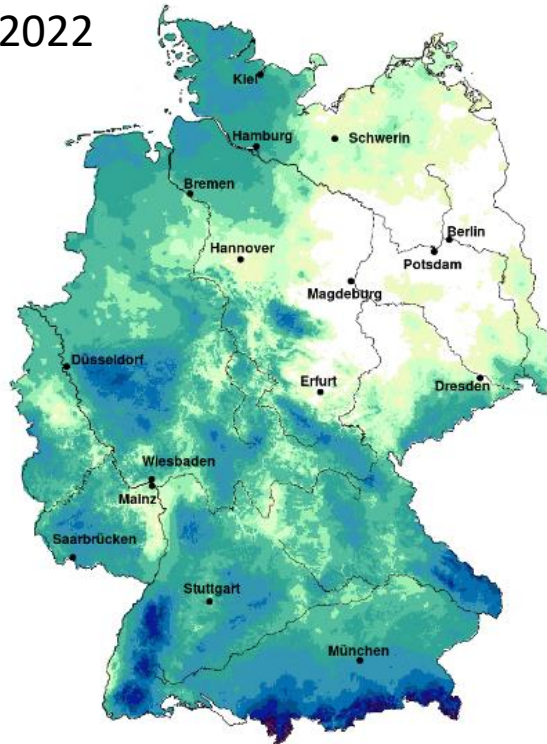 2022
Kiel
Hamburg
Schwerin
Bremen
Berlin
Hannover
Potsdam
Magdeburg
Düsseldorf
Erfurt
Dresden
Wiesbaden
Mainz
Saarbrücken
Stuttgart
München